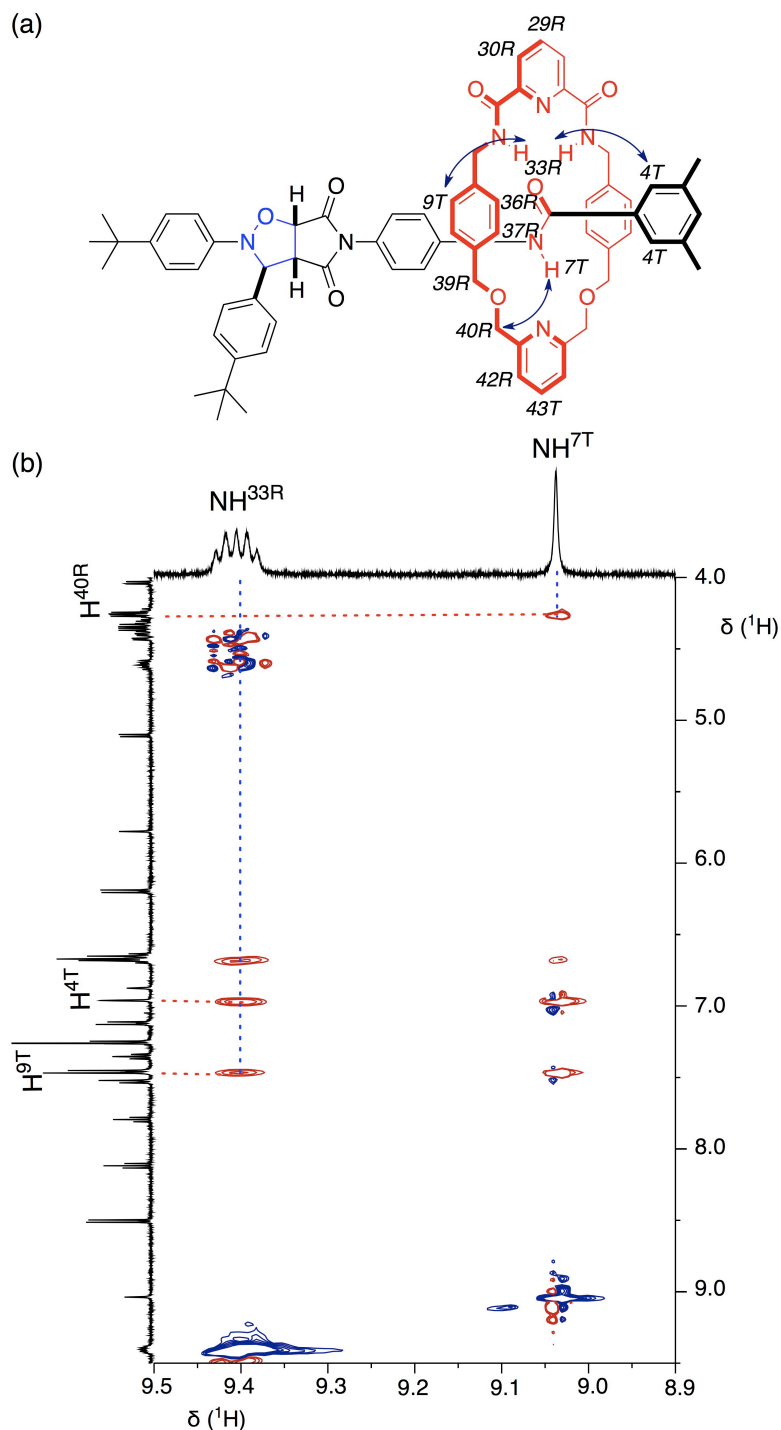 (a)
29R
30R
N
O
O
N
N
H
H
33R
4T
O
9T
36R
H
O
O
N
N
37R
N
H
7T
4T
H
O
39R
O
O
40R
N
42R
43T
(b)
NH33R
NH7T
H40R
4.0
δ (1H)
5.0
6.0
H4T
7.0
H9T
8.0
9.0
9.5
9.4
9.3
9.2
9.1
9.0
8.9
δ (1H)